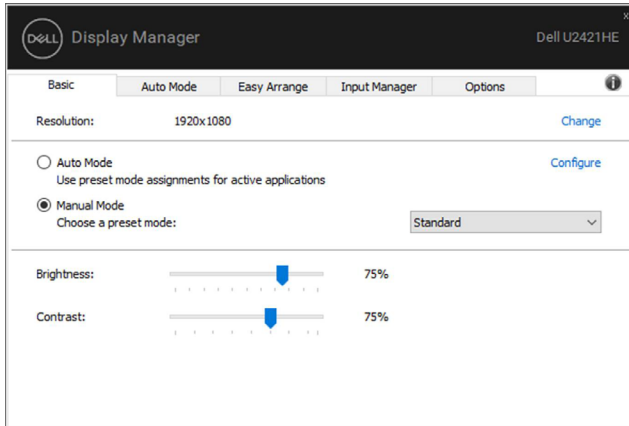 DELL Display Manager Dell U2421HE
x
Basic Auto Mode Easy Arrange Input Manager Options i
Resolution: 1920x1080 Change
Auto Mode Configure
Use preset mode assignments for active applications
Manual Mode
Choose a preset mode: Standard
Brightness: 75%
Contrast: 75%